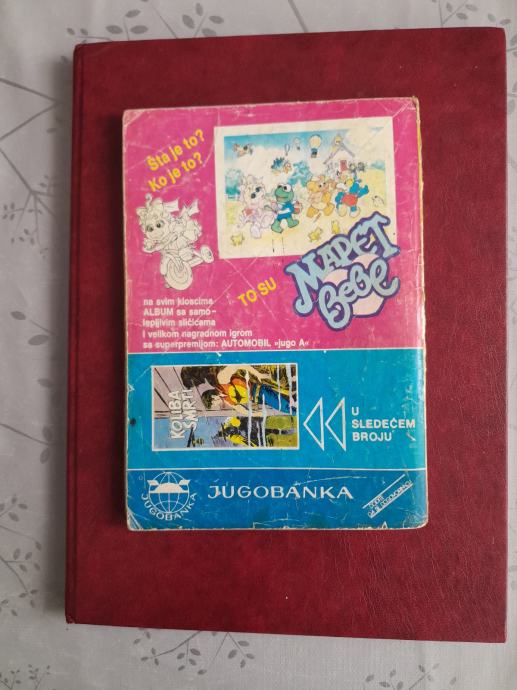 Šta je to?
Ko je to?
TO SU
MAPET
BEBE
na svim kioscima
ALBUM sa samo-
lepljivim sličićama
i velikom nagradnom igrom
sa superpremijom: AUTOMOBIL »jugo A«
KOLIBA
SMRTI
U
SLEDEĆEM
BROJU
JUGOBANKA
JUGOBANKA